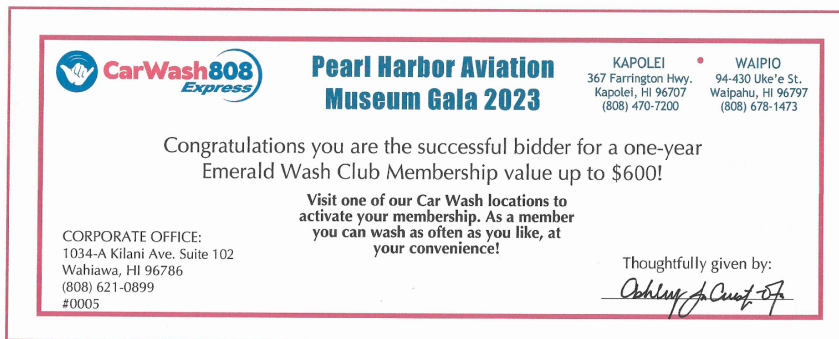 CarWash808
Express
Pearl Harbor Aviation
Museum Gala 2023
KAPOLEI
367 Farrington Hwy.
Kapolei, HI 96707
(808) 470-7200
WAIPIO
94-430 Uke'e St.
Waipahu, HI 96797
(808) 678-1473
Congratulations you are the successful bidder for a one-year
Emerald Wash Club Membership value up to $600!
Visit one of our Car Wash locations to
activate your membership. As a member
you can wash as often as you like, at
your convenience!
CORPORATE OFFICE:
1034-A Kilani Ave. Suite 102
Wahiawa, HI 96786
(808) 621-0899
#0005
Thoughtfully given by:
Ashley